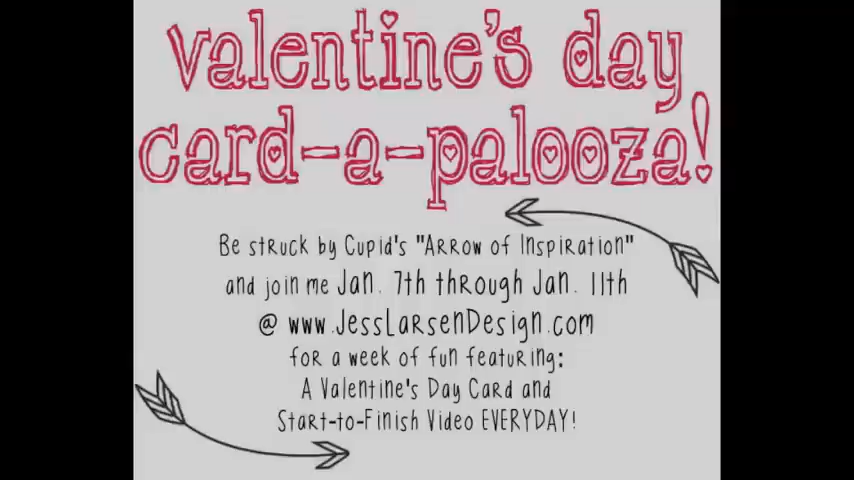 valentine's day
card-a-palooza!
Be struck by Cupid's "Arrow of Inspiration"
and join me Jan. 7th through Jan. 11th
@ www.JessLarsenDesign.com
for a week of fun featuring:
A Valentine's Day Card and
Start-to-Finish Video EVERYDAY!